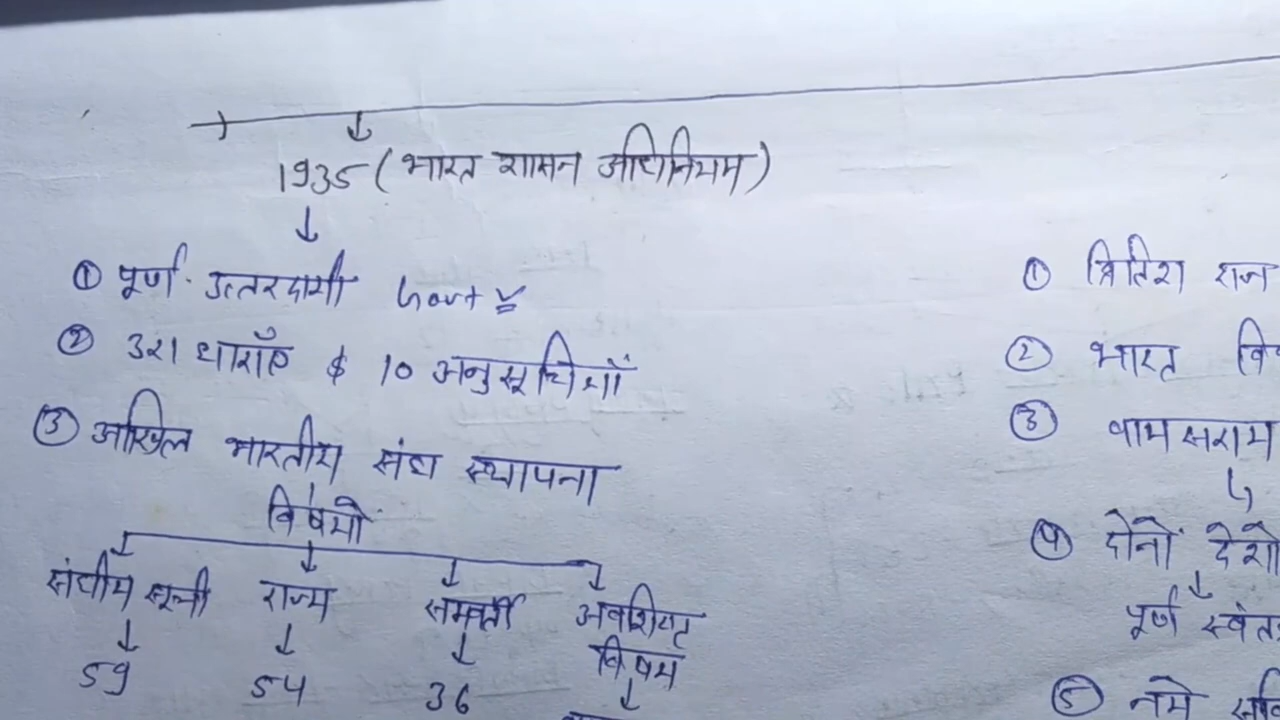 1935 (भारत शासन अधिनियम)
① पूर्ण उत्तरदायी Govt
② 321 धाराएँ & 10 अनुसूचियाँ
③ अखिल भारतीय संघ स्थापना
विषयों
संघीय सूची राज्य समवर्ती अवशिष्ट विषय
59 54 36
① ब्रितिश राज
② भारत
③ वायसराय
④ दोनों देशो
पूर्ण
⑤ नये